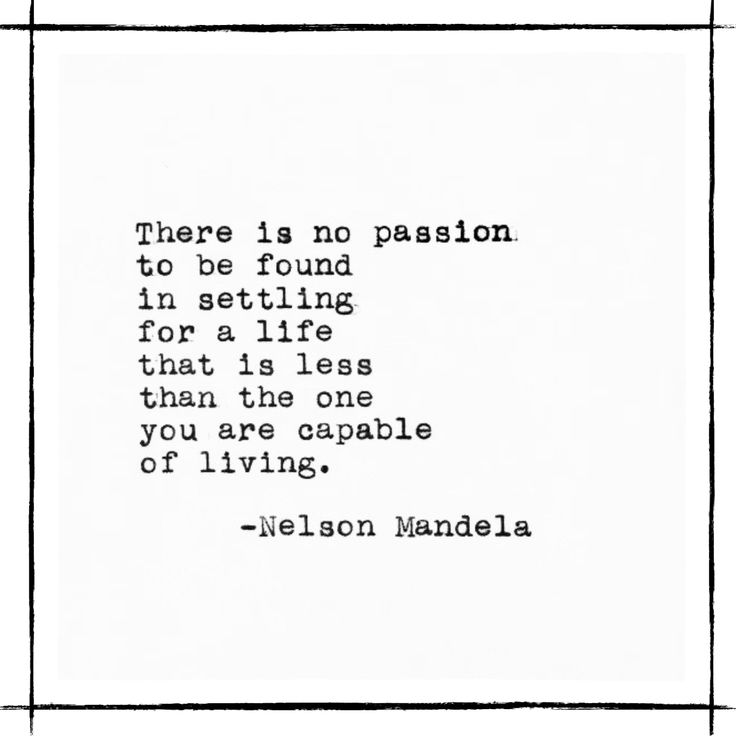 There is no passion
to be found
in settling
for a life
that is less
than the one
you are capable
of living.
-Nelson Mandela